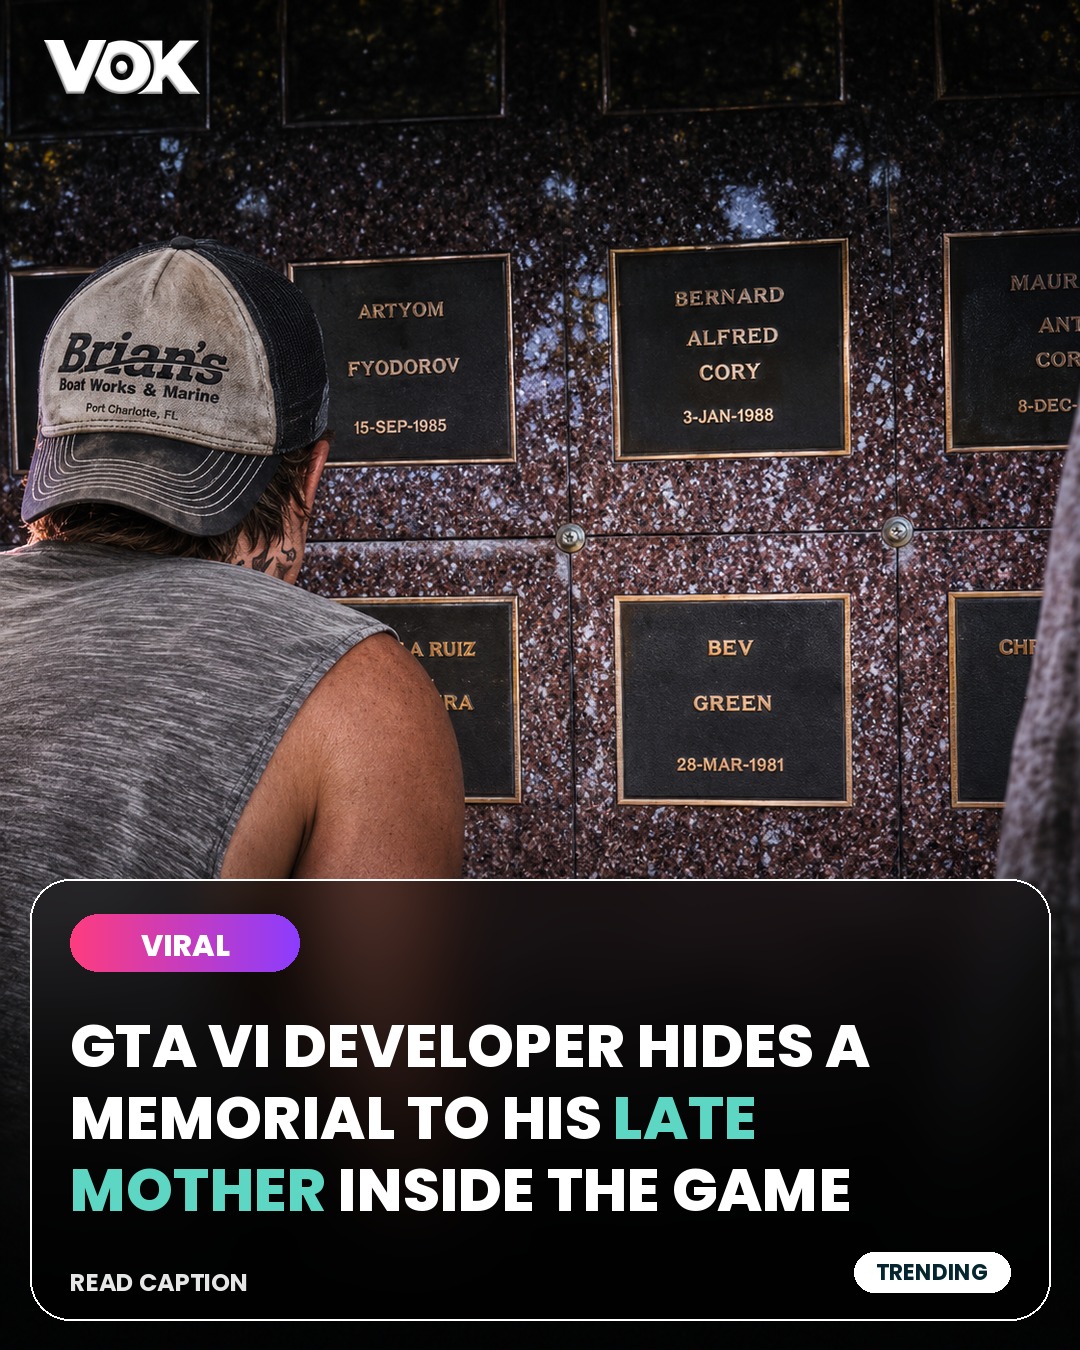 VOK
Brian's
Boat Works & Marine
Port Charlotte, FL
ARTYOM
FYODOROV
15-SEP-1985
BERNARD
ALFRED
CORY
3-JAN-1988
8-DEC-
A RUIZ
BEV
GREEN
28-MAR-1981
VIRAL
GTA VI DEVELOPER HIDES A
MEMORIAL TO HIS LATE
MOTHER INSIDE THE GAME
READ CAPTION
TRENDING